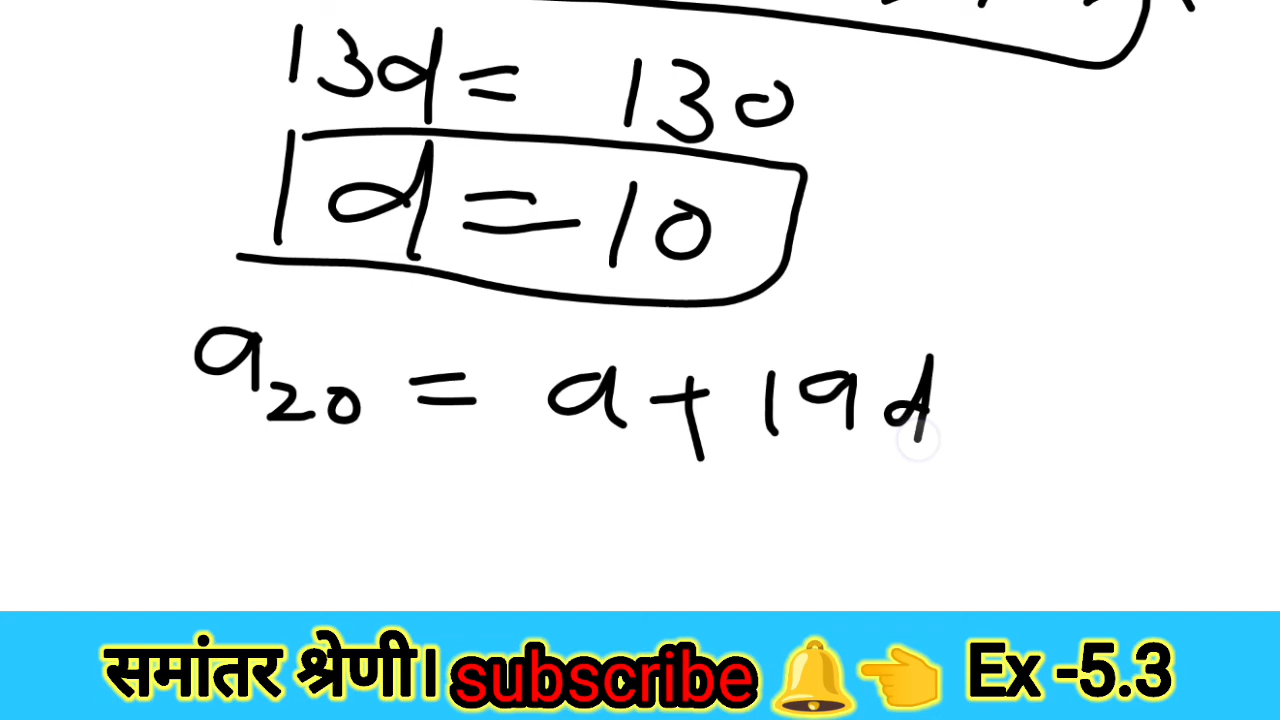 13d = 130
d = 10
a₂₀ = a + 19d
समांतर श्रेणी। subscribe 🔔👈 Ex -5.3